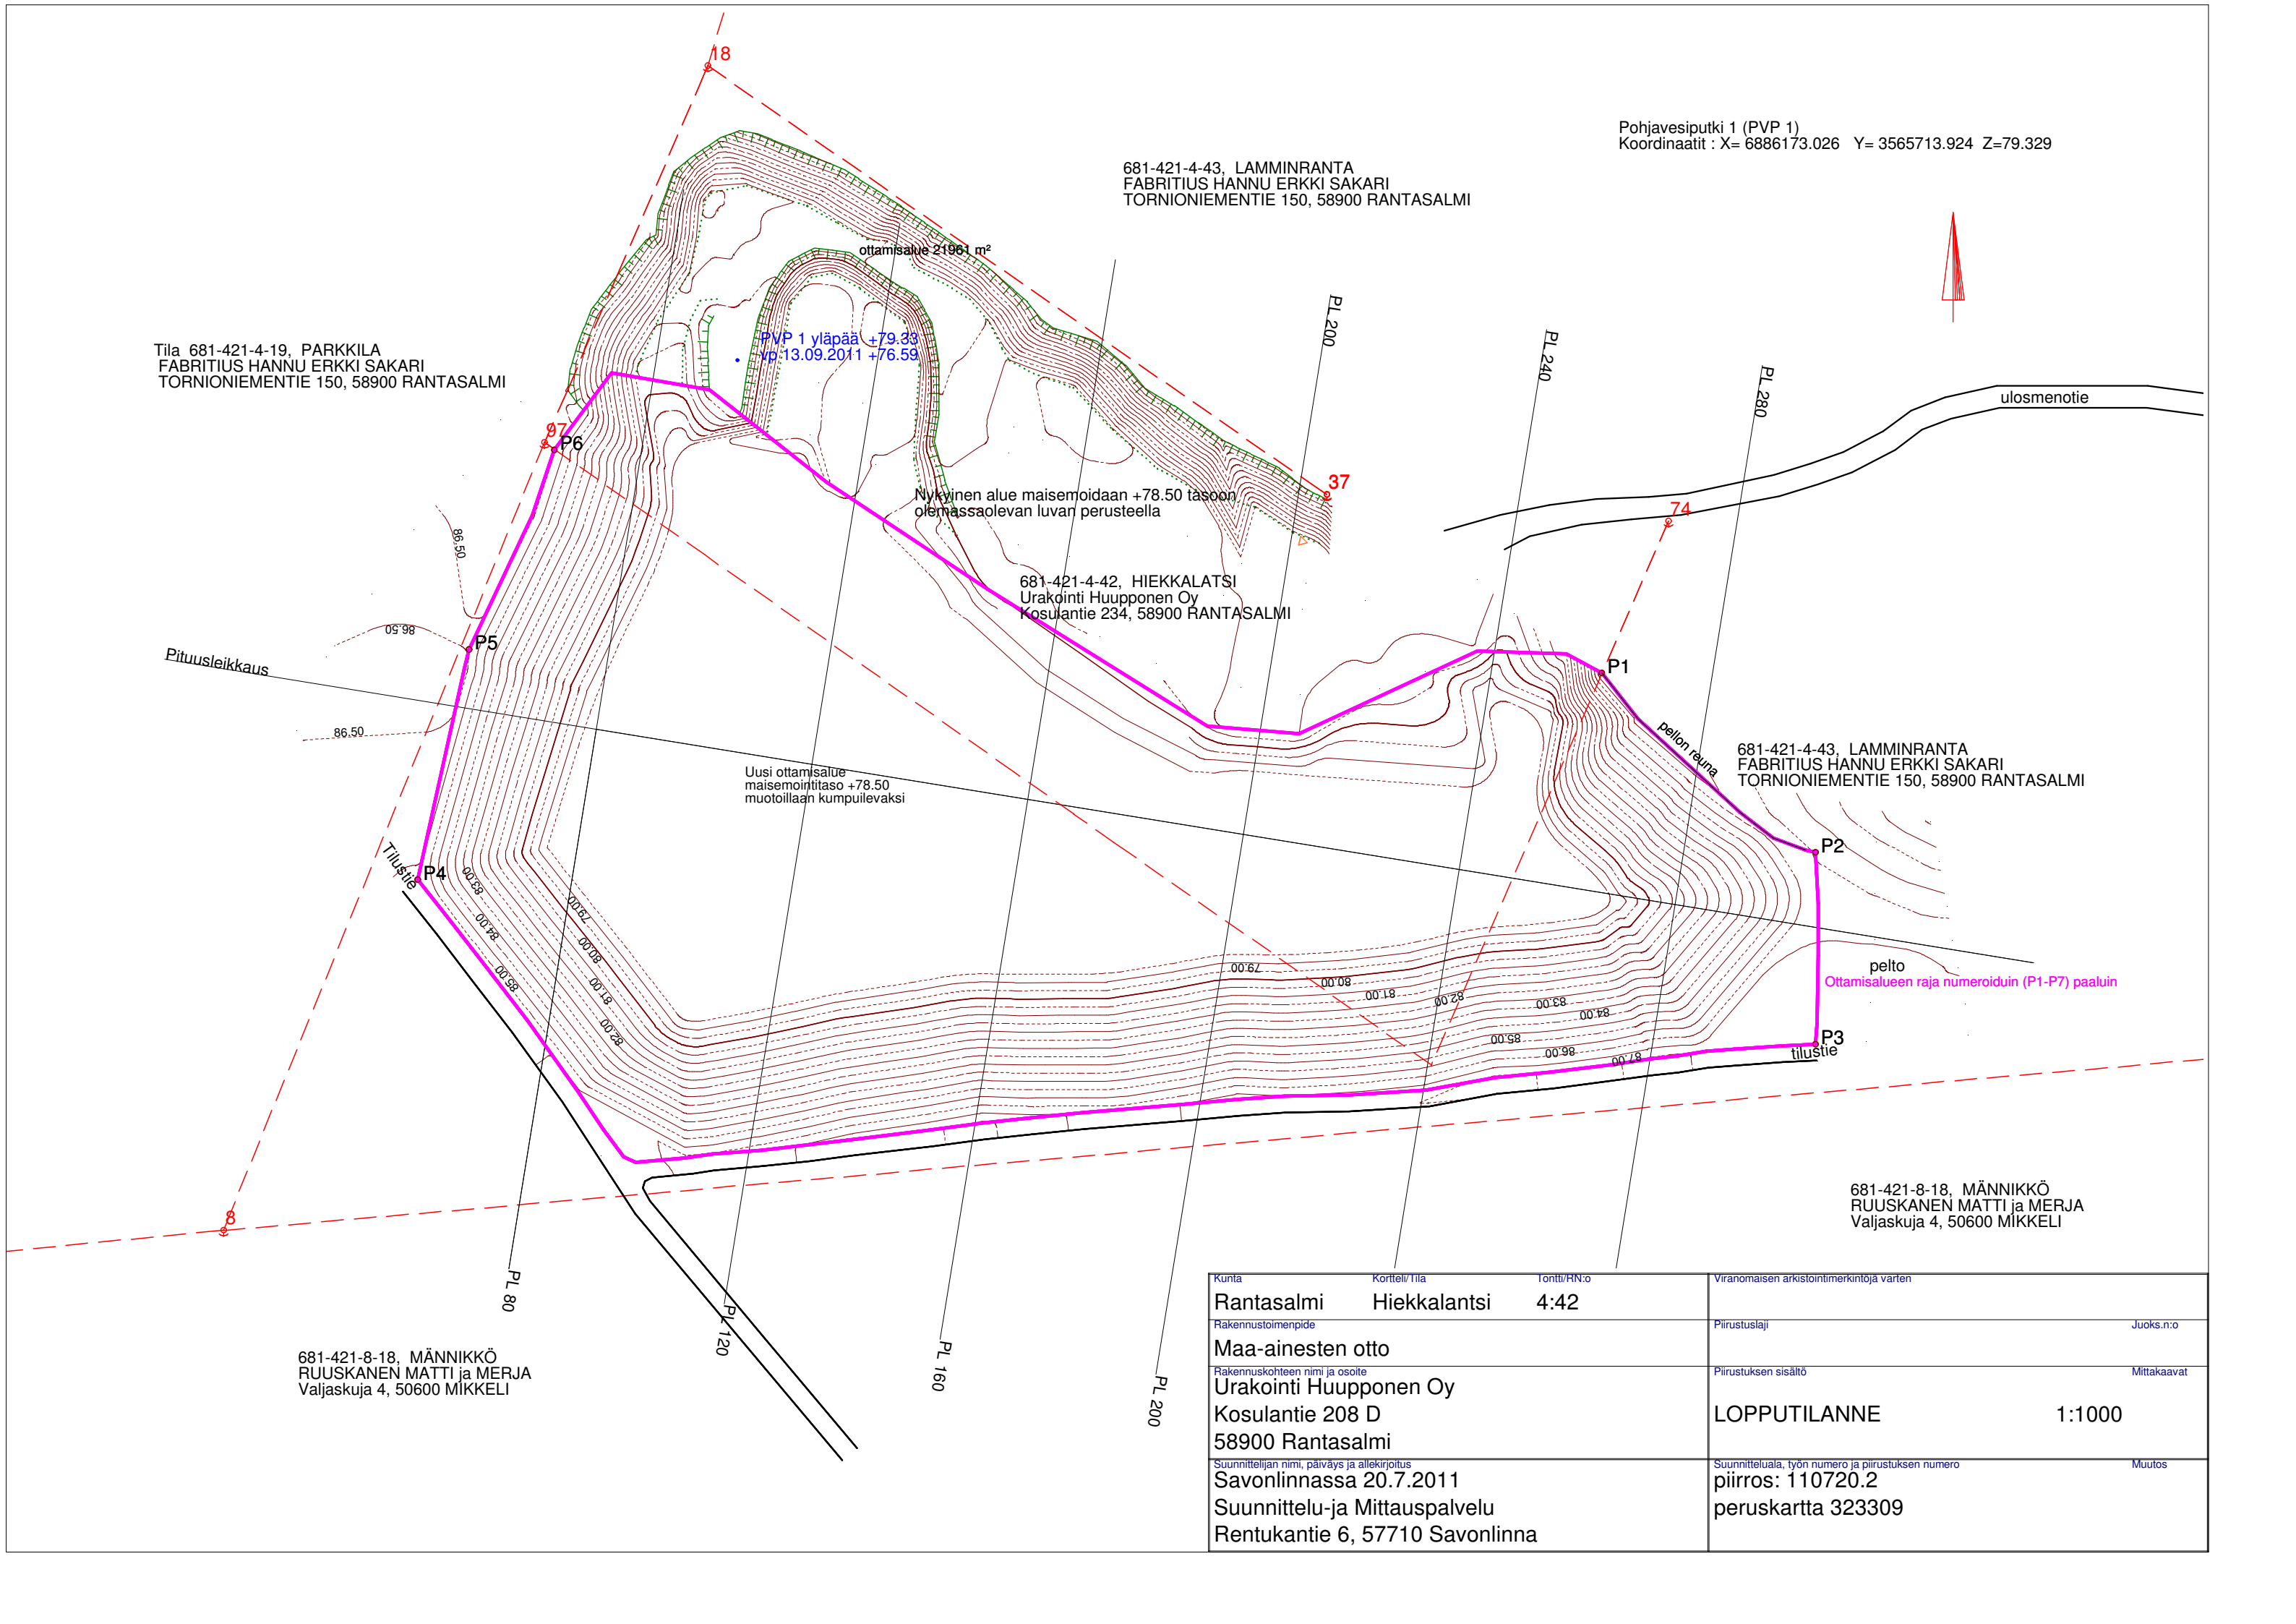 18
Pohjavesiputki 1 (PVP 1)
Koordinaatit : X= 6886173.026   Y= 3565713.924  Z=79.329
681-421-4-43,  LAMMINRANTA
FABRITIUS HANNU ERKKI SAKARI
TORNIONIEMENTIE 150, 58900 RANTASALMI
ottamisalue 21961 m²
PL 200
PL 240
PL 280
PVP 1 yläpää  +79.33
vp 13.09.2011 +76.59
Tila  681-421-4-19,  PARKKILA
FABRITIUS HANNU ERKKI SAKARI
TORNIONIEMENTIE 150, 58900 RANTASALMI
ulosmenotie
97
P6
37
74
Nykyinen alue maisemoidaan +78.50 tasoon
olemassaolevan luvan perusteella
86.50
681-421-4-42,  HIEKKALATSI
Urakointi Huupponen Oy
Kosulantie 234, 58900 RANTASALMI
86.50
P5
Pituusleikkaus
P1
86.50
pellon reuna
681-421-4-43,  LAMMINRANTA
FABRITIUS HANNU ERKKI SAKARI
TORNIONIEMENTIE 150, 58900 RANTASALMI
Uusi ottamisalue
maisemointitaso +78.50
muotoillaan kumpuilevaksi
P2
Tilustie
P4
83.00
84.00
85.00
79.00
80.00
81.00
82.00
79.00
80.00
81.00
82.00
83.00
84.00
85.00
86.00
87.00
pelto
Ottamisalueen raja numeroiduin (P1-P7) paaluin
P3
tilustie
8
681-421-8-18,  MÄNNIKKÖ
RUUSKANEN MATTI ja MERJA
Valjaskuja 4, 50600 MIKKELI
PL 80
PL 120
PL 160
PL 200
681-421-8-18,  MÄNNIKKÖ
RUUSKANEN MATTI ja MERJA
Valjaskuja 4, 50600 MIKKELI
Kunta Kortteli/Tila Tontti/RN:o Viranomaisen arkistointimerkintöjä varten
Rantasalmi Hiekkalantsi 4:42
Rakennustoimenpide Piirustuslaji Juoks.n:o
Maa-ainesten otto
Rakennuskohteen nimi ja osoite Piirustuksen sisältö Mittakaavat
Urakointi Huupponen Oy
Kosulantie 208 D LOPPUTILANNE 1:1000
58900 Rantasalmi
Suunnittelijan nimi, päiväys ja allekirjoitus Suunnitteluala, työn numero ja piirustuksen numero Muutos
Savonlinnassa 20.7.2011 piirros: 110720.2
Suunnittelu-ja Mittauspalvelu peruskartta 323309
Rentukantie 6, 57710 Savonlinna